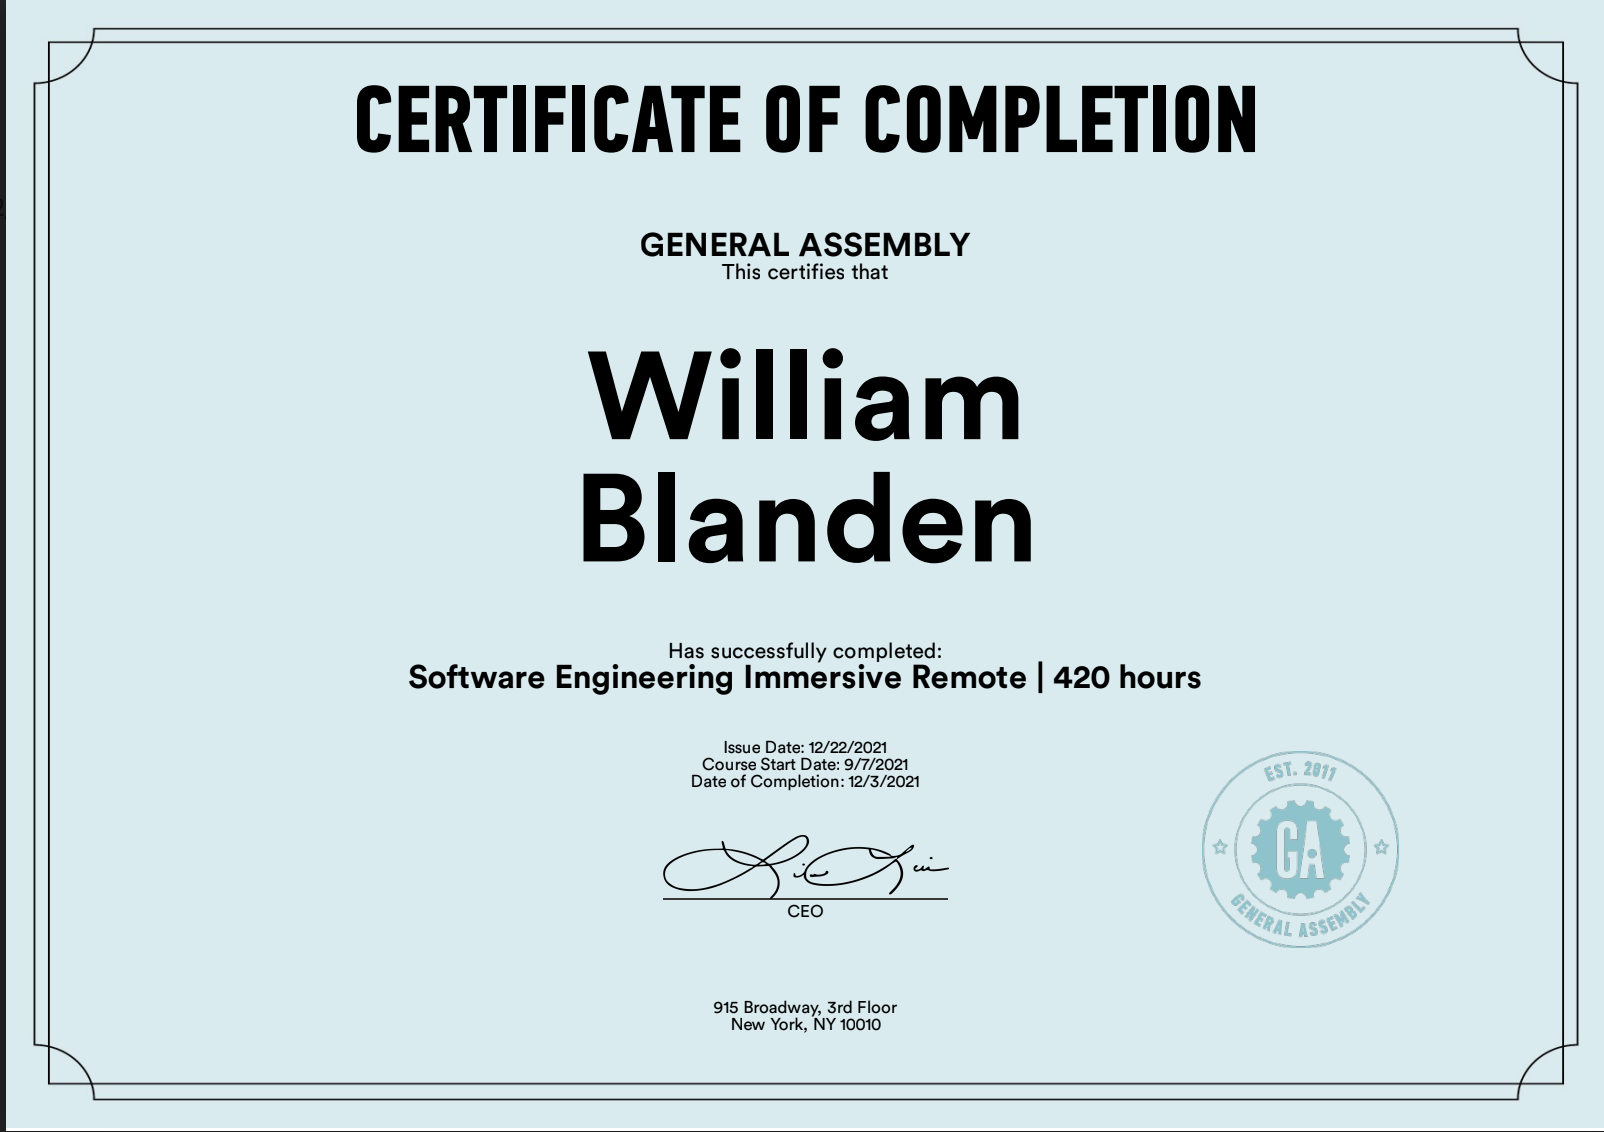 CERTIFICATE OF COMPLETION
GENERAL ASSEMBLY
This certifies that
William
Blanden
Has successfully completed:
Software Engineering Immersive Remote | 420 hours
Issue Date: 12/22/2021
Course Start Date: 9/7/2021
Date of Completion: 12/3/2021
CEO
EST. 2011
GA
GENERAL ASSEMBLY
915 Broadway, 3rd Floor
New York, NY 10010